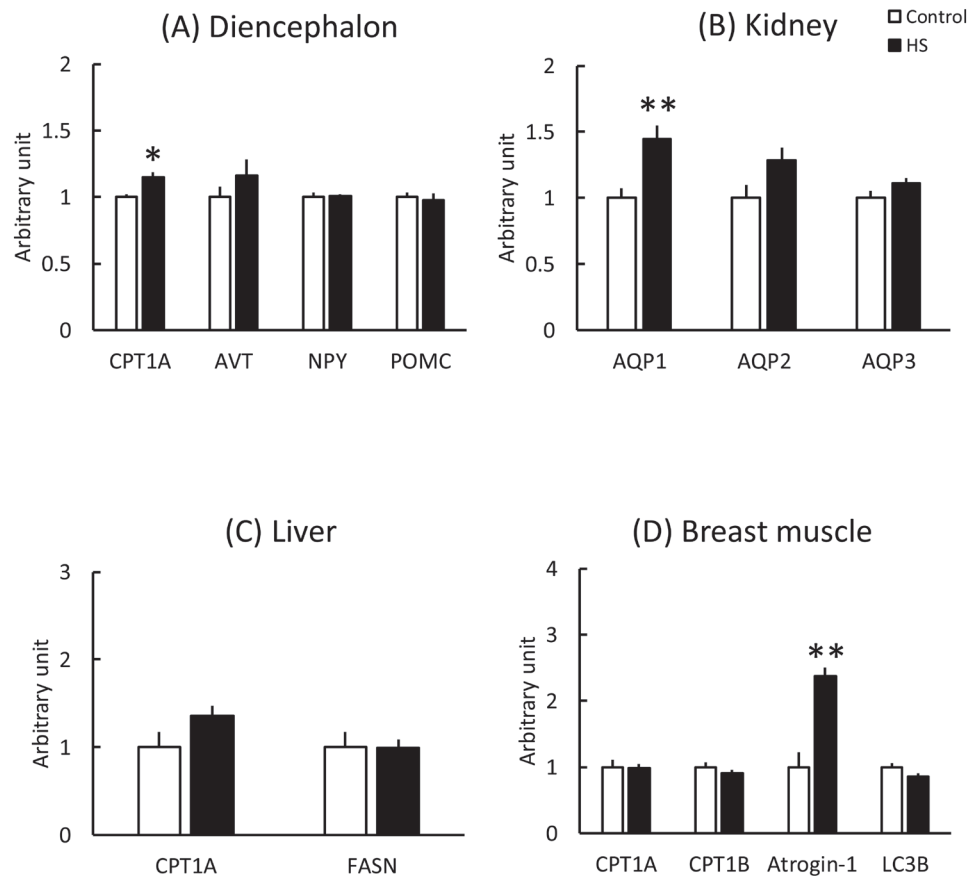 (A) Diencephalon
Arbitrary unit
2
1.5
1
0.5
0
*
CPT1A AVT NPY POMC
(B) Kidney
Control
HS
Arbitrary unit
2
1.5
1
0.5
0
**
AQP1 AQP2 AQP3
(C) Liver
Arbitrary unit
3
2
1
0
CPT1A FASN
(D) Breast muscle
Arbitrary unit
4
3
2
1
0
**
CPT1A CPT1B Atrogin-1 LC3B